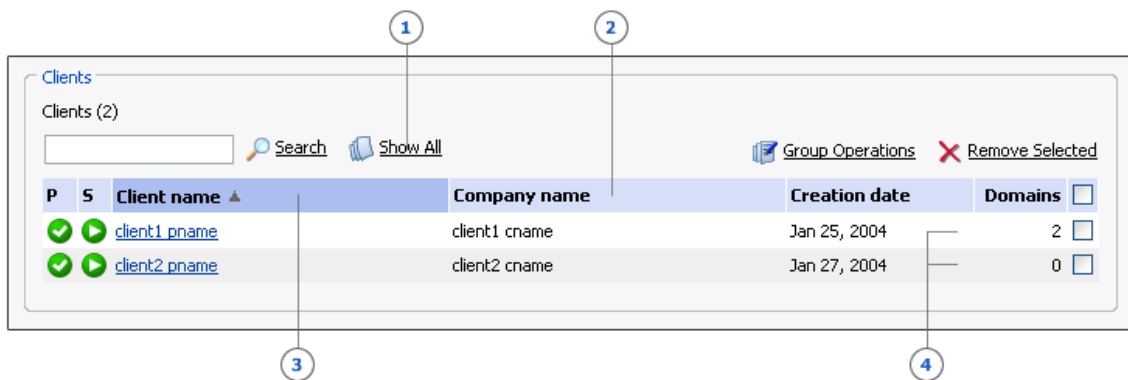 1 2
Clients
Clients (2)
Search Show All Group Operations Remove Selected
P S Client name Company name Creation date Domains
client1 pname client1 cname Jan 25, 2004 2
client2 pname client2 cname Jan 27, 2004 0
3 4